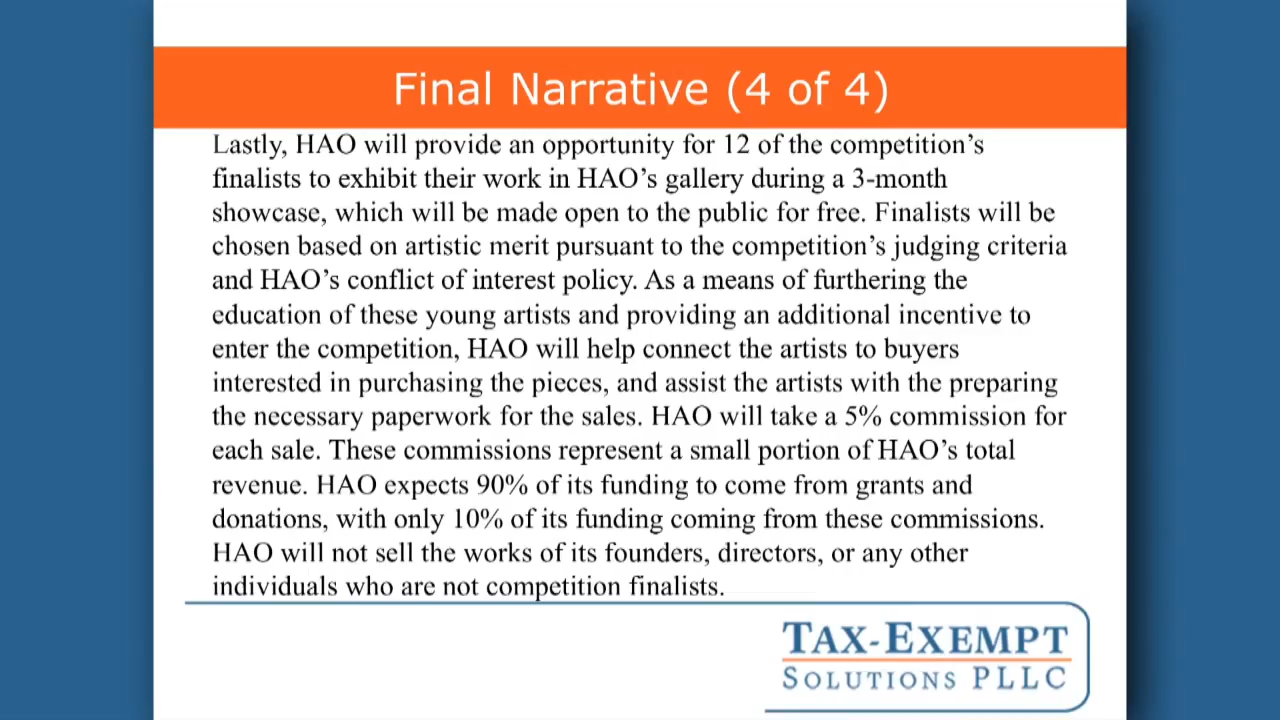 Final Narrative (4 of 4)
Lastly, HAO will provide an opportunity for 12 of the competition’s
finalists to exhibit their work in HAO’s gallery during a 3-month
showcase, which will be made open to the public for free. Finalists will be
chosen based on artistic merit pursuant to the competition’s judging criteria
and HAO’s conflict of interest policy. As a means of furthering the
education of these young artists and providing an additional incentive to
enter the competition, HAO will help connect the artists to buyers
interested in purchasing the pieces, and assist the artists with the preparing
the necessary paperwork for the sales. HAO will take a 5% commission for
each sale. These commissions represent a small portion of HAO’s total
revenue. HAO expects 90% of its funding to come from grants and
donations, with only 10% of its funding coming from these commissions.
HAO will not sell the works of its founders, directors, or any other
individuals who are not competition finalists.
TAX-EXEMPT
SOLUTIONS PLLC